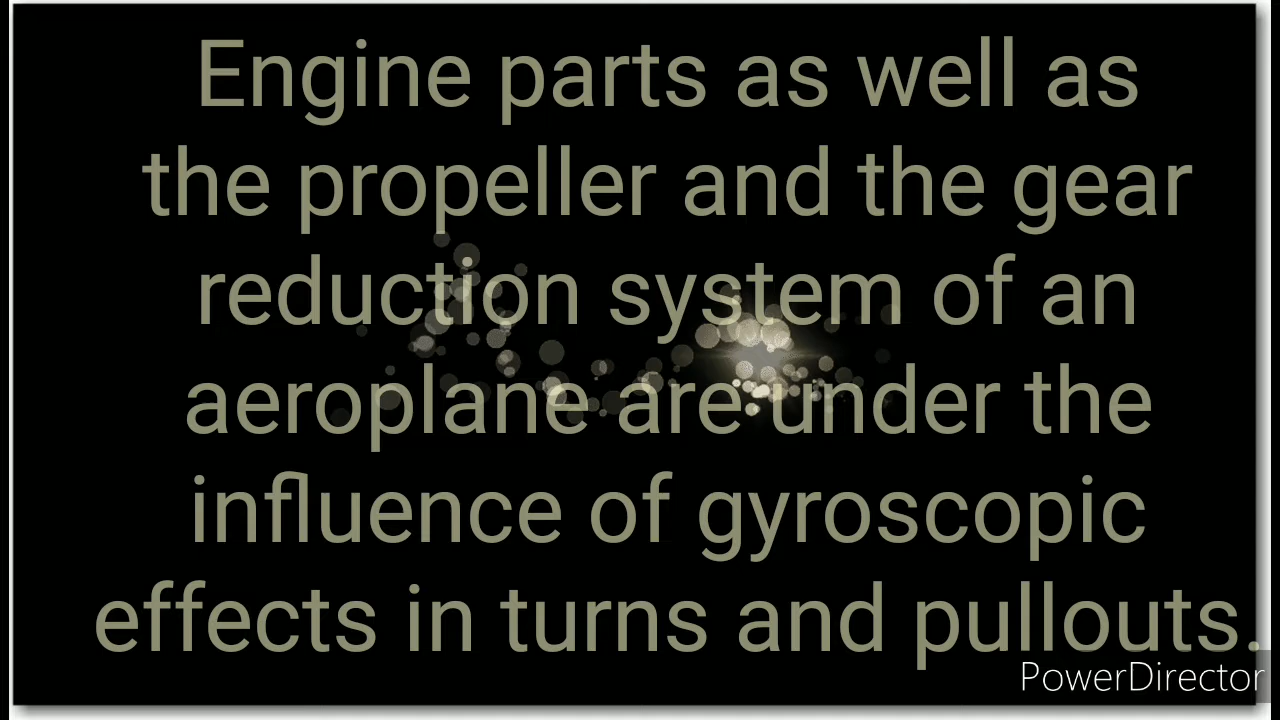 Engine parts as well as
the propeller and the gear
reduction system of an
aeroplane are under the
influence of gyroscopic
effects in turns and pullouts.
PowerDirector